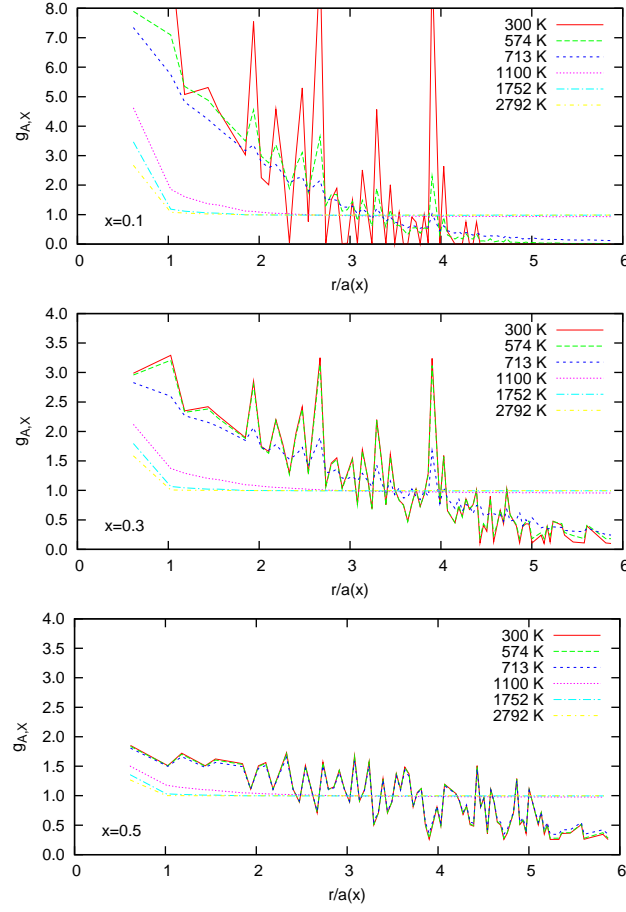 8.0
7.0
6.0
5.0
4.0
3.0
2.0
1.0
0.0
g_A,X
300 K
574 K
713 K
1100 K
1752 K
2792 K
x=0.1
0 1 2 3 4 5 6
r/a(x)
4.0
3.5
3.0
2.5
2.0
1.5
1.0
0.5
0.0
g_A,X
300 K
574 K
713 K
1100 K
1752 K
2792 K
x=0.3
0 1 2 3 4 5 6
r/a(x)
4.0
3.5
3.0
2.5
2.0
1.5
1.0
0.5
0.0
g_A,X
300 K
574 K
713 K
1100 K
1752 K
2792 K
x=0.5
0 1 2 3 4 5 6
r/a(x)